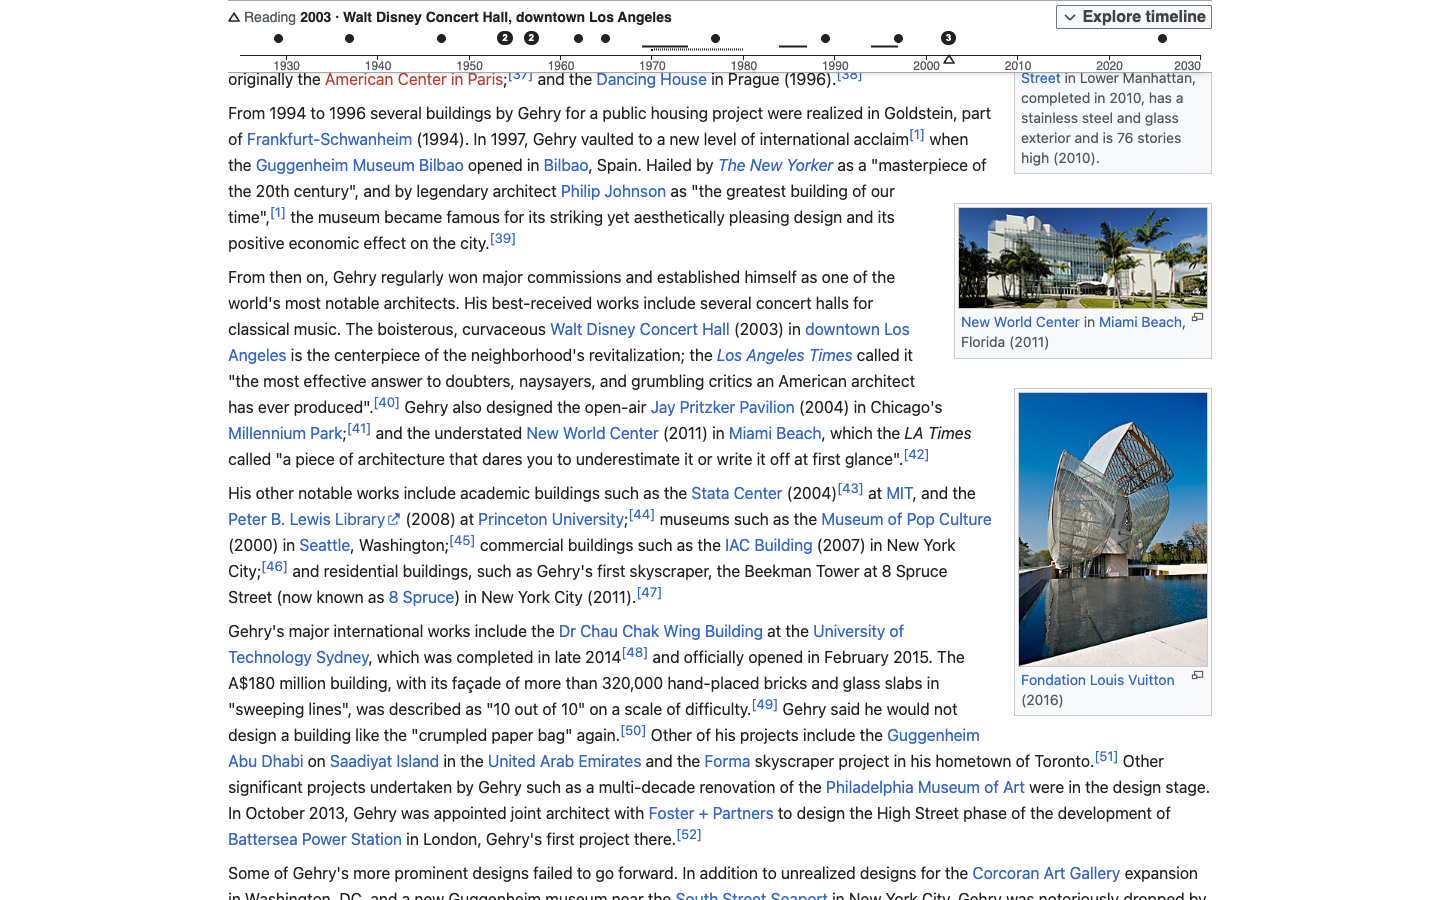 Reading 2003 · Walt Disney Concert Hall, downtown Los Angeles
Explore timeline
2 2 3
1930 1940 1950 1960 1970 1980 1990 2000 2010 2020 2030
originally the American Center in Paris;[37] and the Dancing House in Prague (1996).[38]
From 1994 to 1996 several buildings by Gehry for a public housing project were realized in Goldstein, part
of Frankfurt-Schwanheim (1994). In 1997, Gehry vaulted to a new level of international acclaim[1] when
the Guggenheim Museum Bilbao opened in Bilbao, Spain. Hailed by The New Yorker as a "masterpiece of
the 20th century", and by legendary architect Philip Johnson as "the greatest building of our
time",[1] the museum became famous for its striking yet aesthetically pleasing design and its
positive economic effect on the city.[39]
From then on, Gehry regularly won major commissions and established himself as one of the
world's most notable architects. His best-received works include several concert halls for
classical music. The boisterous, curvaceous Walt Disney Concert Hall (2003) in downtown Los
Angeles is the centerpiece of the neighborhood's revitalization; the Los Angeles Times called it
"the most effective answer to doubters, naysayers, and grumbling critics an American architect
has ever produced".[40] Gehry also designed the open-air Jay Pritzker Pavilion (2004) in Chicago's
Millennium Park;[41] and the understated New World Center (2011) in Miami Beach, which the LA Times
called "a piece of architecture that dares you to underestimate it or write it off at first glance".[42]
His other notable works include academic buildings such as the Stata Center (2004)[43] at MIT, and the
Peter B. Lewis Library (2008) at Princeton University;[44] museums such as the Museum of Pop Culture
(2000) in Seattle, Washington;[45] commercial buildings such as the IAC Building (2007) in New York
City;[46] and residential buildings, such as Gehry's first skyscraper, the Beekman Tower at 8 Spruce
Street (now known as 8 Spruce) in New York City (2011).[47]
Gehry's major international works include the Dr Chau Chak Wing Building at the University of
Technology Sydney, which was completed in late 2014[48] and officially opened in February 2015. The
A$180 million building, with its façade of more than 320,000 hand-placed bricks and glass slabs in
"sweeping lines", was described as "10 out of 10" on a scale of difficulty.[49] Gehry said he would not
design a building like the "crumpled paper bag" again.[50] Other of his projects include the Guggenheim
Abu Dhabi on Saadiyat Island in the United Arab Emirates and the Forma skyscraper project in his hometown of Toronto.[51] Other
significant projects undertaken by Gehry such as a multi-decade renovation of the Philadelphia Museum of Art were in the design stage.
In October 2013, Gehry was appointed joint architect with Foster + Partners to design the High Street phase of the development of
Battersea Power Station in London, Gehry's first project there.[52]
Some of Gehry's more prominent designs failed to go forward. In addition to unrealized designs for the Corcoran Art Gallery expansion
in Washington, DC, and a new Guggenheim museum near the South Street Seaport in New York City, Gehry was notoriously dropped by
Street in Lower Manhattan,
completed in 2010, has a
stainless steel and glass
exterior and is 76 stories
high (2010).
New World Center in Miami Beach,
Florida (2011)
Fondation Louis Vuitton
(2016)